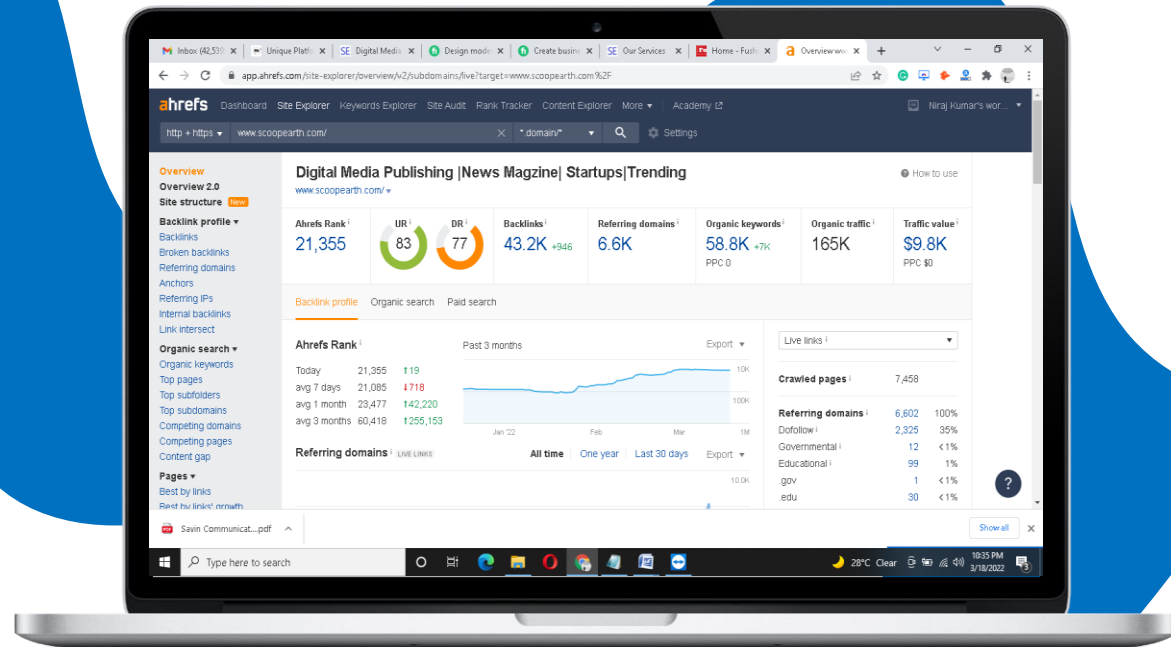 Inbox (42,539 Unique Platfo SE Digital Media Design mode Create busine SE Our Services Home - Fush a Overview: ww
app.ahrefs.com/site-explorer/overview/v2/subdomains/live?target=www.scoopearth.com%2F
ahrefs Dashboard Site Explorer Keywords Explorer Site Audit Rank Tracker Content Explorer More Academy Niraj Kumar's wor...
http + https www.scoopearth.com/ *.domain/* Settings
Overview
Overview 2.0
Site structure New
Backlink profile
Backlinks
Broken backlinks
Referring domains
Anchors
Referring IPs
Internal backlinks
Link intersect
Organic search
Organic keywords
Top pages
Top subfolders
Top subdomains
Competing domains
Competing pages
Content gap
Pages
Best by links
Best by links' growth
Digital Media Publishing |News Magzine| Startups|Trending
How to use
www.scoopearth.com/
Ahrefs Rank UR DR Backlinks Referring domains Organic keywords Organic traffic Traffic value
21,355 83 77 43.2K +946 6.6K 58.8K +7K 165K $9.8K
PPC 0 PPC $0
Backlink profile Organic search Paid search
Ahrefs Rank Past 3 months Export
Today 21,355 19
avg 7 days 21,085 718
avg 1 month 23,477 42,220
avg 3 months 60,418 255,153
10K
100K
Jan '22 Feb Mar 1M
Referring domains LIVE LINKS All time One year Last 30 days Export
10.0K
Live links
Crawled pages 7,458
Referring domains 6,602 100%
Dofollow 2,325 35%
Governmental 12 <1%
Educational 99 1%
.gov 1 <1%
.edu 30 <1%
?
PDF Savin Communicat....pdf Show all
Type here to search 28°C Clear 10:35 PM
3/18/2022 3